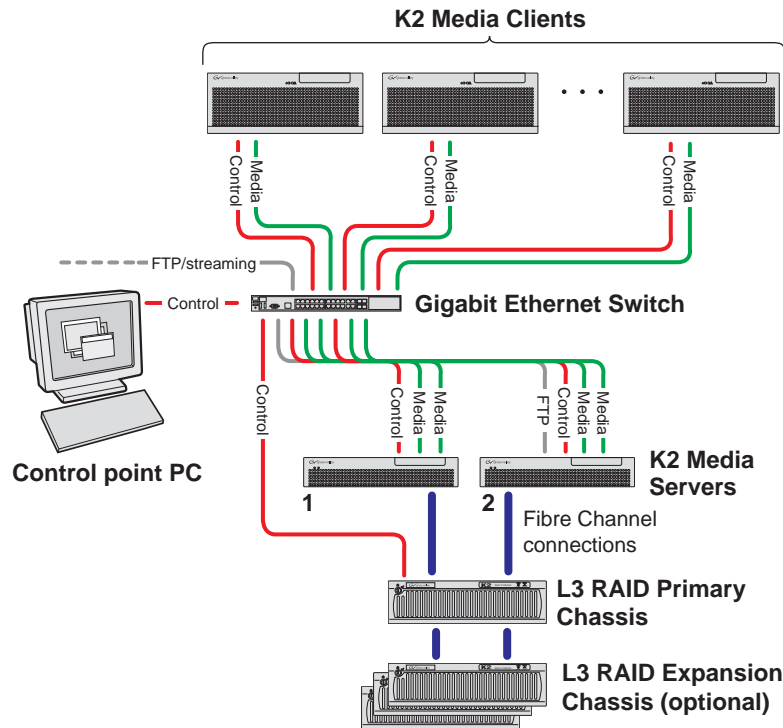 K2 Media Clients
Control
Media
Control
Media
Control
Media
FTP/streaming
Control
Gigabit Ethernet Switch
Control
Control
Media
Media
FTP
Control
Media
Media
Control point PC
K2 Media
Servers
1
2
Fibre Channel
connections
L3 RAID Primary
Chassis
K2
L3 RAID Expansion
Chassis (optional)
K2